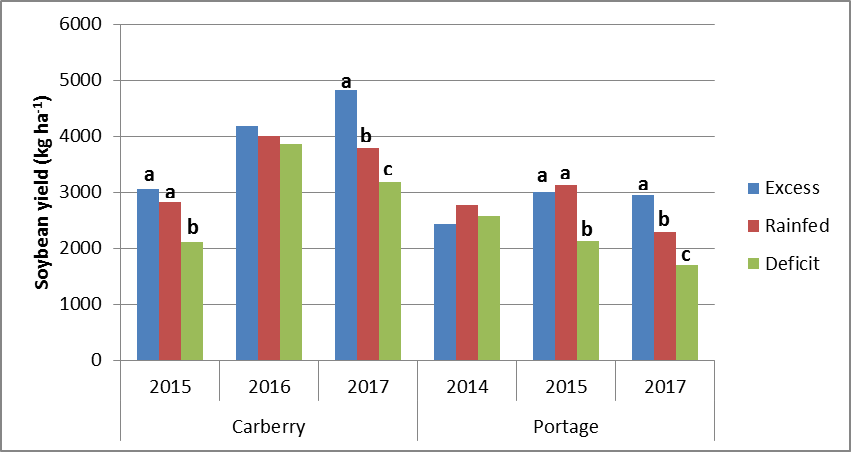 6000
5000
4000
3000
2000
1000
0
Soybean yield (kg ha-1)
a a b
a b c
a a b
a b c
2015 2016 2017 2014 2015 2017
Carberry Portage
Excess
Rainfed
Deficit